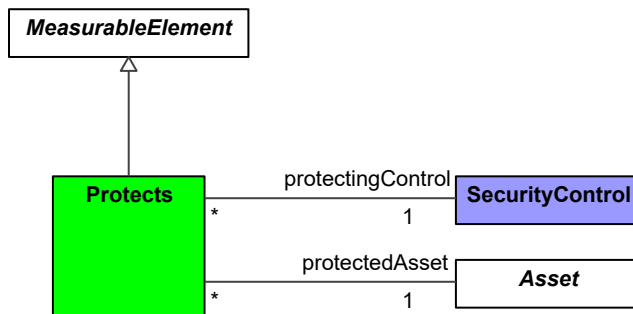 MeasurableElement
Protects
protectingControl
SecurityControl
*
1
protectedAsset
Asset
*
1